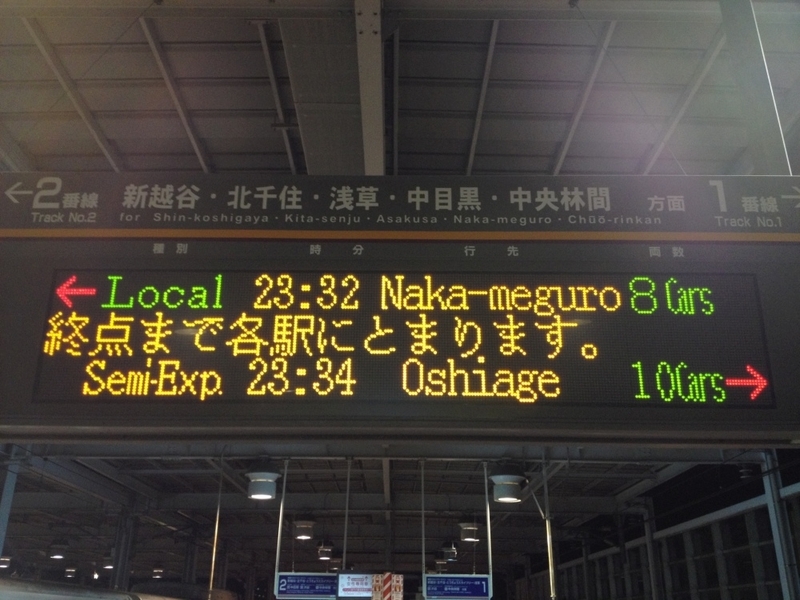 ←2番線 新越谷・北千住・浅草・中目黒・中央林間 方面 1番線→
Track No.2 for Shin-koshigaya・Kita-senju・Asakusa・Naka-meguro・Chūō-rinkan Track No.1
種別 時分 行先 両数
←Local 23:32 Naka-meguro 8Cars
終点まで各駅にとまります。
Semi-Exp. 23:34 Oshiage 10Cars→
2 1